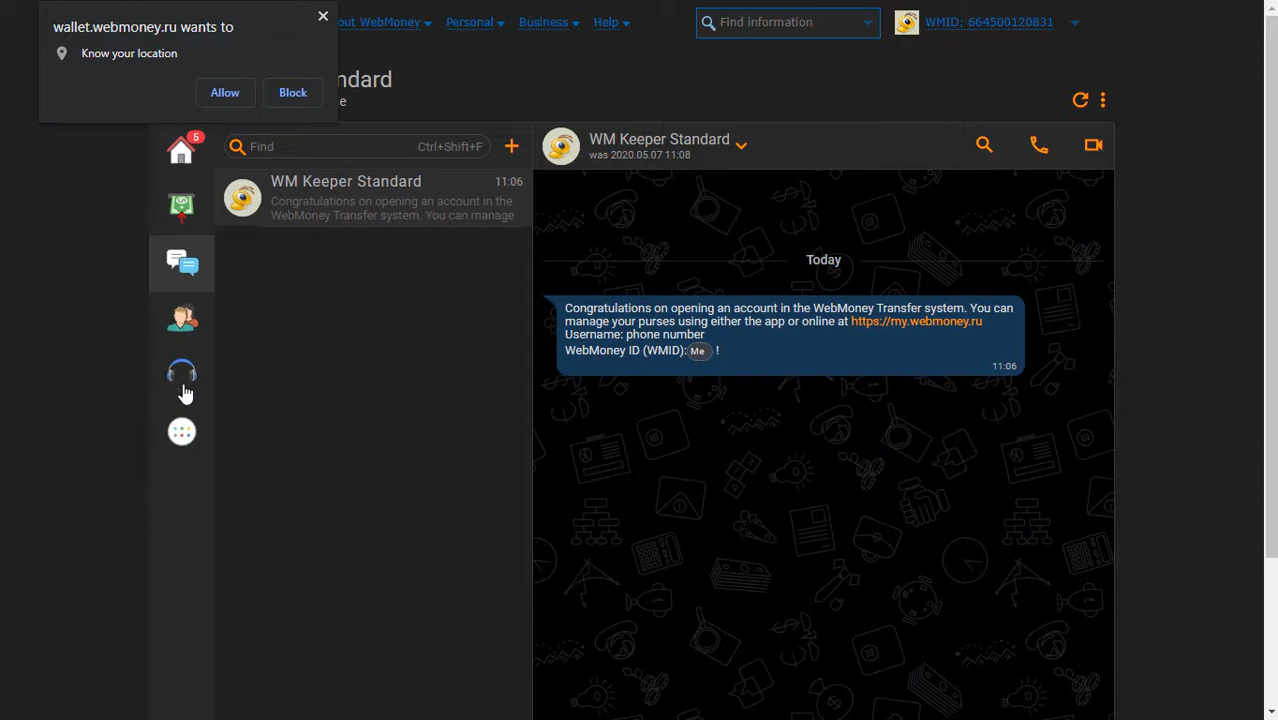 wallet.webmoney.ru wants to
Know your location
Allow
Block
out WebMoney
Personal
Business
Help
Find information
WMID: 664500120831
ndard
e
5
Find
Ctrl+Shift+F
WM Keeper Standard
11:06
Congratulations on opening an account in the
WebMoney Transfer system. You can manage
WM Keeper Standard
was 2020.05.07 11:08
Today
Congratulations on opening an account in the WebMoney Transfer system. You can
manage your purses using either the app or online at https://my.webmoney.ru
Username: phone number
WebMoney ID (WMID): Me !
11:06